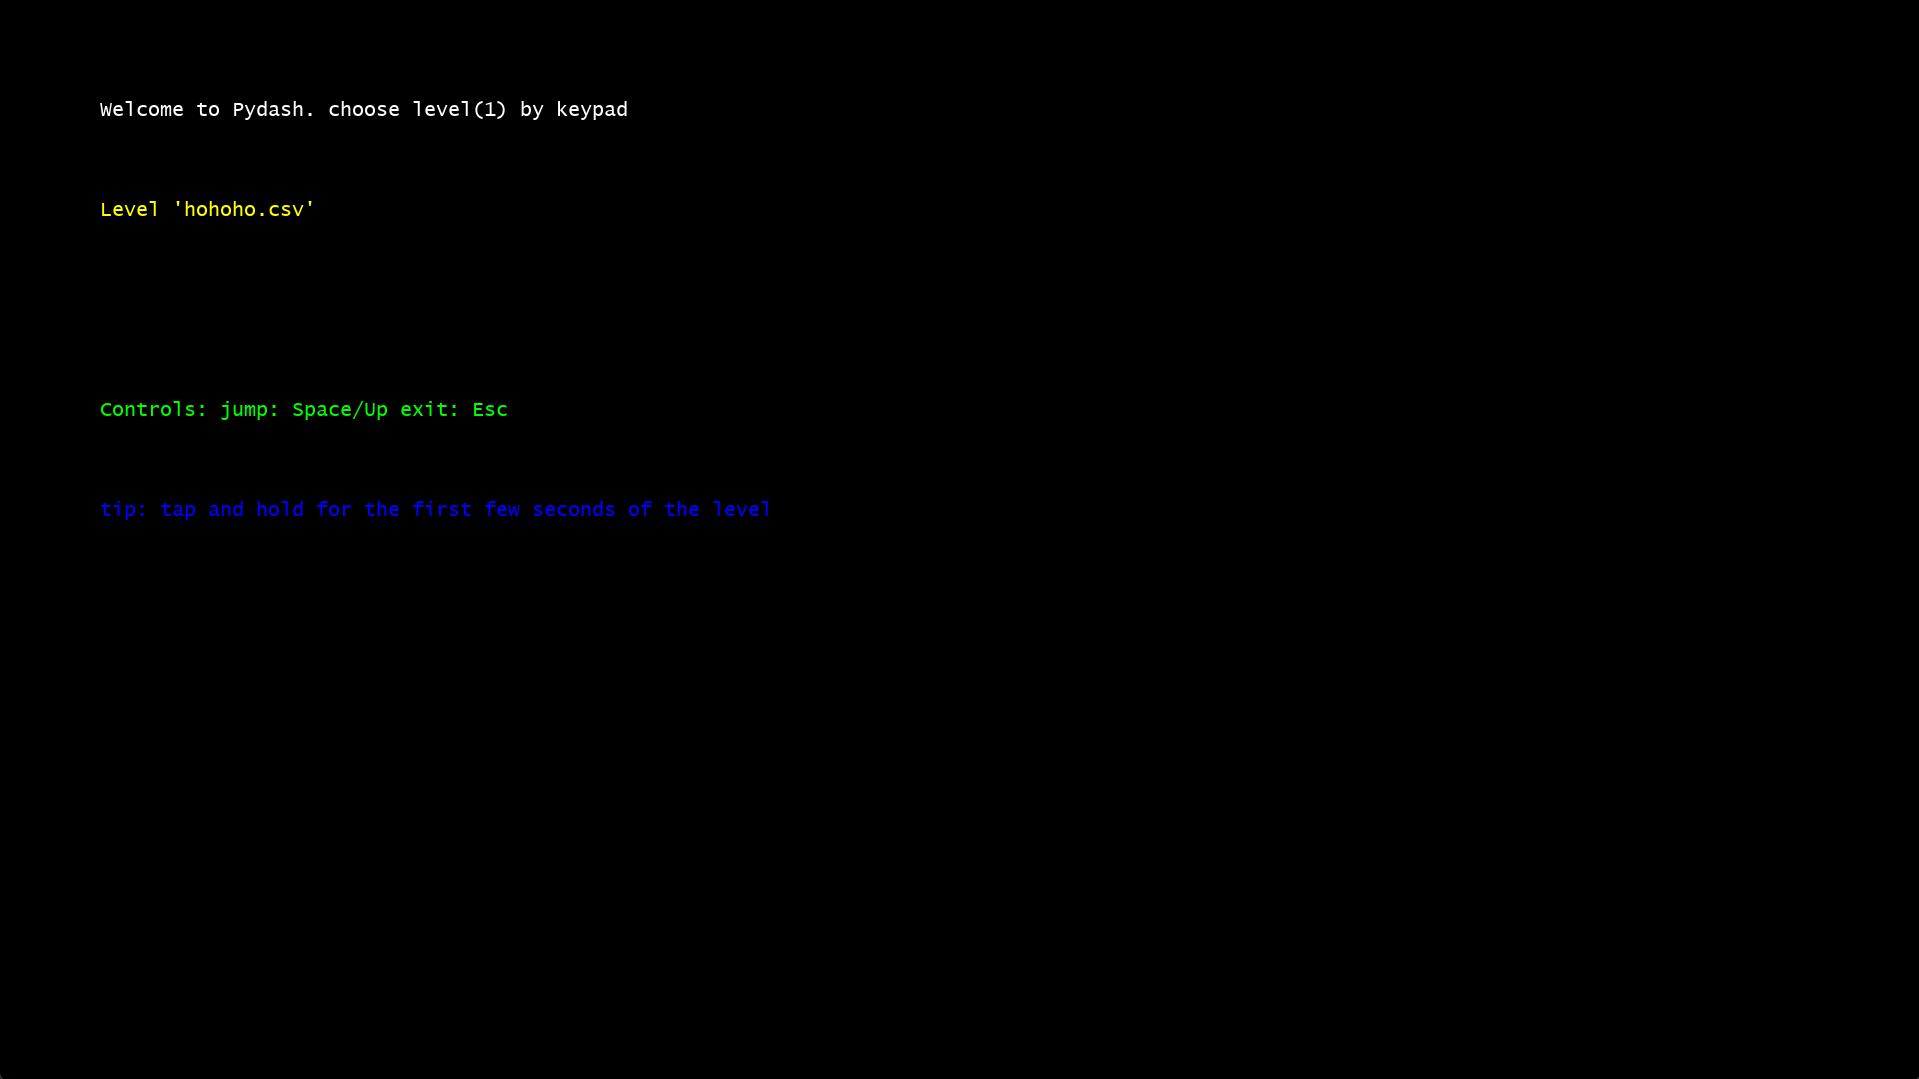 Welcome to Pydash. choose level(1) by keypad
Level 'hohoho.csv'
Controls: jump: Space/Up exit: Esc
tip: tap and hold for the first few seconds of the level